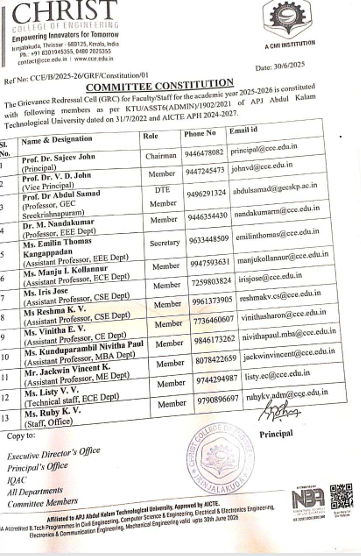 CHRIST
COLLEGE OF ENGINEERING
Empowering Innovators for Tomorrow
Irinjalakuda, Thrissur - 680125, Kerala, India
contact@cce.edu.in | www.cce.edu.in
A CMI INSTITUTION
Ref No: CCE/B/2025-26/GRF/Constitution/01
Date: 30/6/2025
COMMITTEE CONSTITUTION
The Grievance Redressal Cell (GRC) for Faculty/Staff for the academic year 2025-2026 is constituted
with following members as per KTU/ASST6(ADMIN)/1902/2021 of APJ Abdul Kalam
Technological University dated on 31/7/2022 and AICTE APH 2024-2027.
Sl. No. Name & Designation Role Phone No Email id
1 Prof. Dr. Sajeev John (Principal) Chairman 9446478082 principal@cce.edu.in
2 Prof. Dr. V. D. John (Vice Principal) Member 9447245473 johnvd@cce.edu.in
3 Prof Dr Abdul Samad (Professor, GEC Sreekrishnapuram) DTE Member 9496291324 abdulsamad@gecskp.ac.in
4 Dr. M. Nandakumar (Professor, EEE Dept) Member 9446354430 nandakumarm@cce.edu.in
5 Ms. Emilin Thomas Kangappadan (Assistant Professor, EEE Dept) Secretary 9633448509 emilinthomas@cce.edu.in
6 Ms. Manju I. Kollannur (Assistant Professor, ECE Dept) Member 9947593631 manjukollannur@cce.edu.in
7 Ms. Iris Jose (Assistant Professor, CSE Dept) Member 7259803824 irisjose@cce.edu.in
8 Ms Reshma K. V. (Assistant Professor, CSE Dept) Member 9961373905 reshmakv.cs@cce.edu.in
9 Ms. Vinitha E. V. (Assistant Professor, CE Dept) Member 7736460607 vinithasharon@cce.edu.in
10 Ms. Kunduparambil Nivitha Paul (Assistant Professor, MBA Dept) Member 9846173262 nivithapaul.mba@cce.edu.in
11 Mr. Jackwin Vincent K. (Assistant Professor, ME Dept) Member 8078422659 jackwinvincent@cce.edu.in
12 Ms. Listy V. V. (Technical staff, ECE Dept) Member 9744294987 listy.ec@cce.edu.in
13 Ms. Ruby K. V. (Staff, Office) Member 9790896697 rubykv.adm@cce.edu.in
Principal
Copy to:
Executive Director's Office
Principal's Office
IQAC
All Departments
Committee Members
NBA
Affiliated to APJ Abdul Kalam Technological University, Approved by AICTE.
Accredited B.Tech Programmes in Civil Engineering, Computer Science & Engineering, Electrical & Electronics Engineering,
Electronics & Communication Engineering, Mechanical Engineering valid upto 30th June 2026